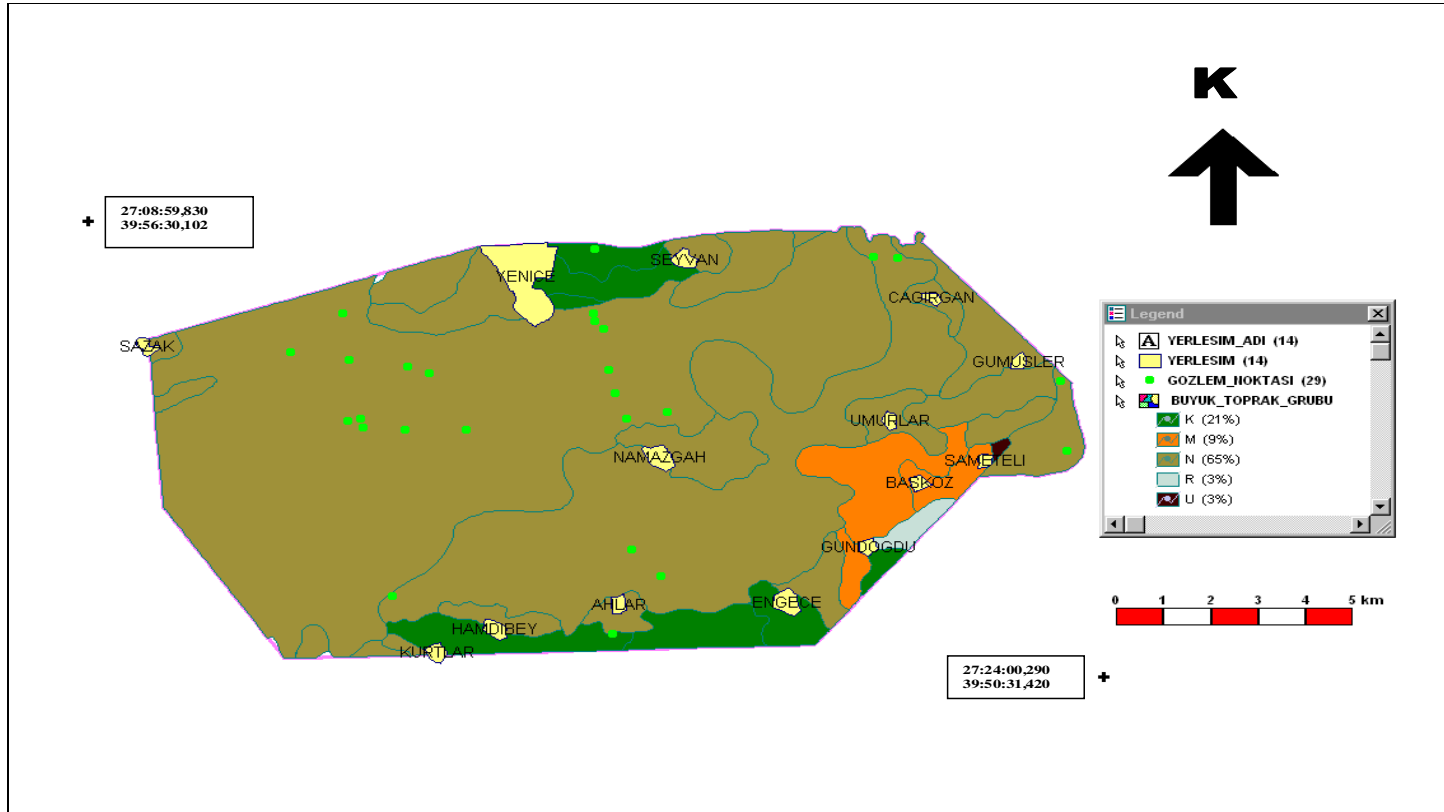 K
27:08:59,830
39:56:30,102
SEYVAN
YENICE
CAGIRGAN
SAZAK
GUMUSLER
UMURLAR
NAMAZGAH
SAMETELI
BASKOZ
GUNDOGDU
ENGECE
AHLAR
HAMDIBEY
KURTLAR
Legend
A YERLESIM_ADI (14)
YERLESIM (14)
GOZLEM_NOKTASI (29)
BUYUK_TOPRAK_GRUBU
K (21%)
M (9%)
N (65%)
R (3%)
U (3%)
0 1 2 3 4 5 km
27:24:00,290
39:50:31,420